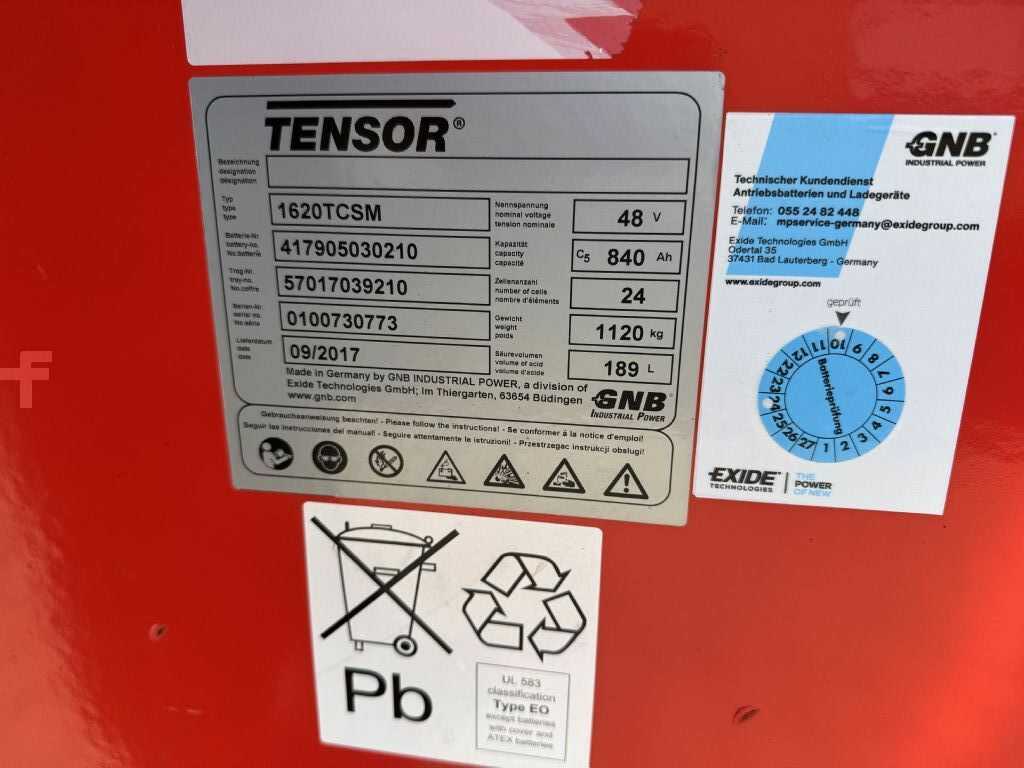 TENSOR®
Bezeichnung
designation
désignation
Typ
type
type
1620TCSM
Nennspannung
nominal voltage
tension nominale
48 V
Batterie-Nr
battery-no.
No.batterie
417905030210
Kapazität
capacity
capacité
C5 840 Ah
Trog-Nr.
tray-no.
No.coffre
57017039210
Zellenanzahl
number of cells
nombre d'éléments
24
Serien-Nr.
serial no.
No série
0100730773
Gewicht
weight
poids
1120 kg
Lieferdatum
date
date
09/2017
Säurevolumen
volume of acid
volume d'acide
189 L
Made in Germany by GNB INDUSTRIAL POWER, a division of
Exide Technologies GmbH; Im Thiergarten, 63654 Büdingen
www.gnb.com
GNB
INDUSTRIAL POWER
Gebrauchsanweisung beachten! - Please follow the instructions! - Se conformer à la notice d'emploi!
Seguir las instrucciones del manual! - Seguire attentamente le istruzioni! - Przestrzegac instrukcji obslugi!
GNB®
INDUSTRIAL POWER
Technischer Kundendienst
Antriebsbatterien und Ladegeräte
Telefon: 055 24 82 448
E-Mail: mpservice-germany@exidegroup.com
Exide Technologies GmbH
Odertal 35
37431 Bad Lauterberg - Germany
www.exidegroup.com
geprüft
Batterieprüfung
1 2 3 4 5 6 7 8 9 10 11 12 22 23 24 25 26 27
EXIDE
TECHNOLOGIES
THE
POWER
OF NEW
Pb
UL 583
classification
Type EO
except batteries
with cover and
ATEX batteries
f